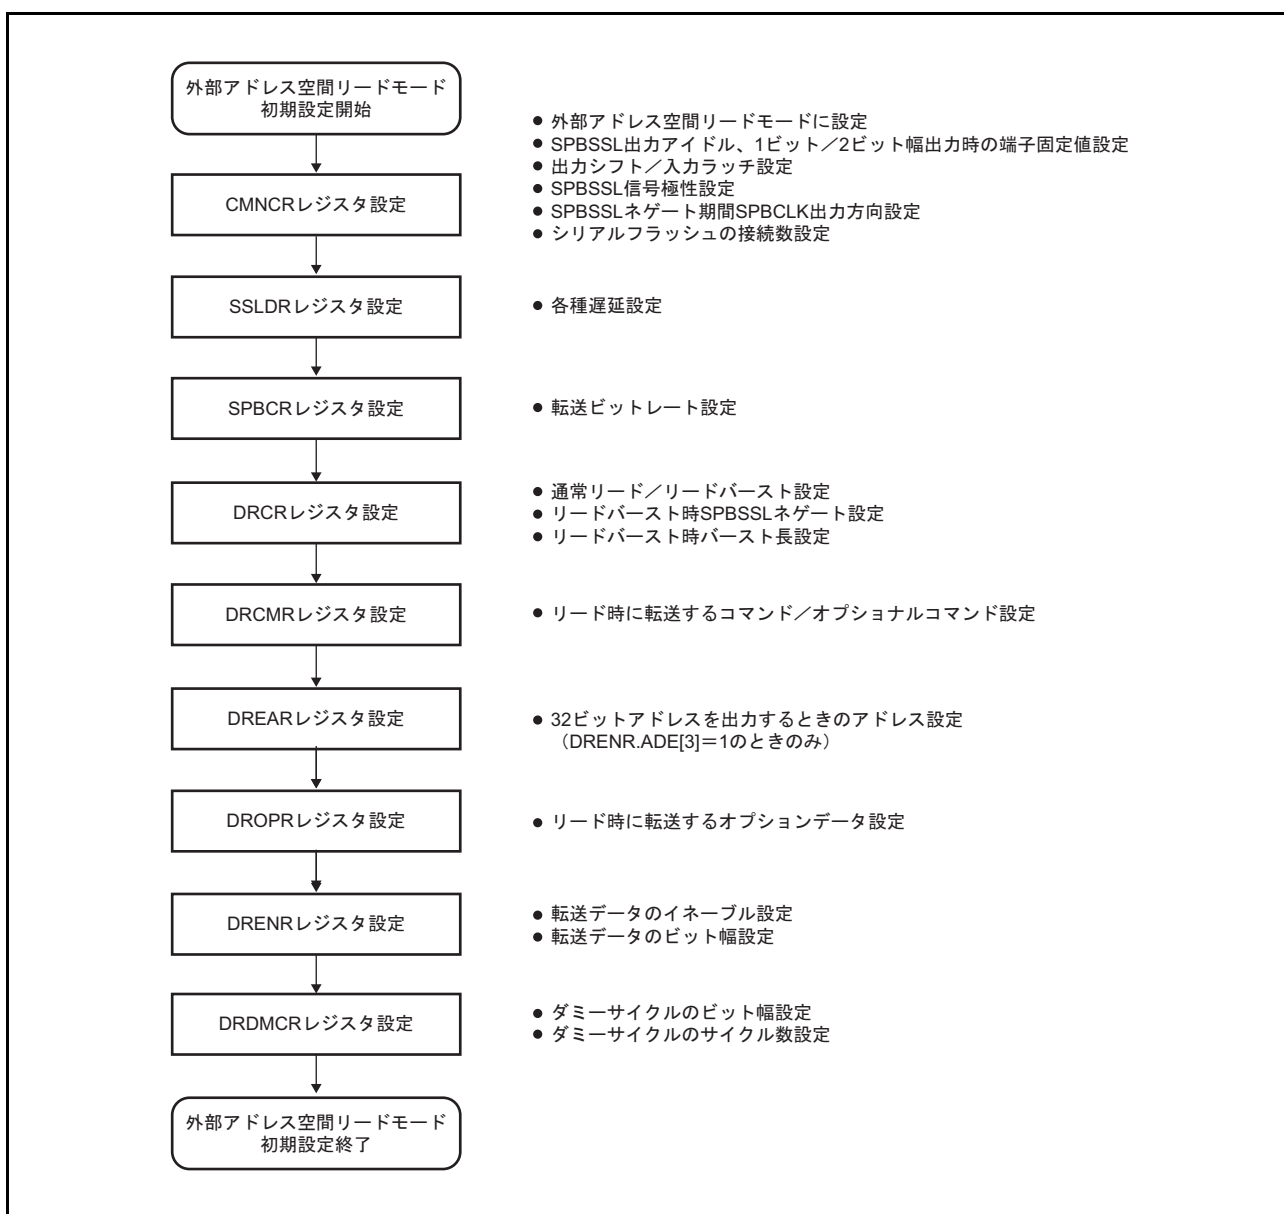 外部アドレス空間リードモード
初期設定開始
● 外部アドレス空間リードモードに設定
● SPBSSL出力アイドル、1ビット／2ビット幅出力時の端子固定値設定
● 出力シフト／入力ラッチ設定
● SPBSSL信号極性設定
● SPBSSLネゲート期間SPBCLK出力方向設定
● シリアルフラッシュの接続数設定
CMNCRレジスタ設定
SSLDRレジスタ設定
● 各種遅延設定
SPBCRレジスタ設定
● 転送ビットレート設定
DRCRレジスタ設定
● 通常リード／リードバースト設定
● リードバースト時SPBSSLネゲート設定
● リードバースト時バースト長設定
DRCMRレジスタ設定
● リード時に転送するコマンド／オプショナルコマンド設定
DREARレジスタ設定
● 32ビットアドレスを出力するときのアドレス設定
（DRENR.ADE[3]＝1のときのみ）
DROPRレジスタ設定
● リード時に転送するオプションデータ設定
DRENRレジスタ設定
● 転送データのイネーブル設定
● 転送データのビット幅設定
DRDMCRレジスタ設定
● ダミーサイクルのビット幅設定
● ダミーサイクルのサイクル数設定
外部アドレス空間リードモード
初期設定終了